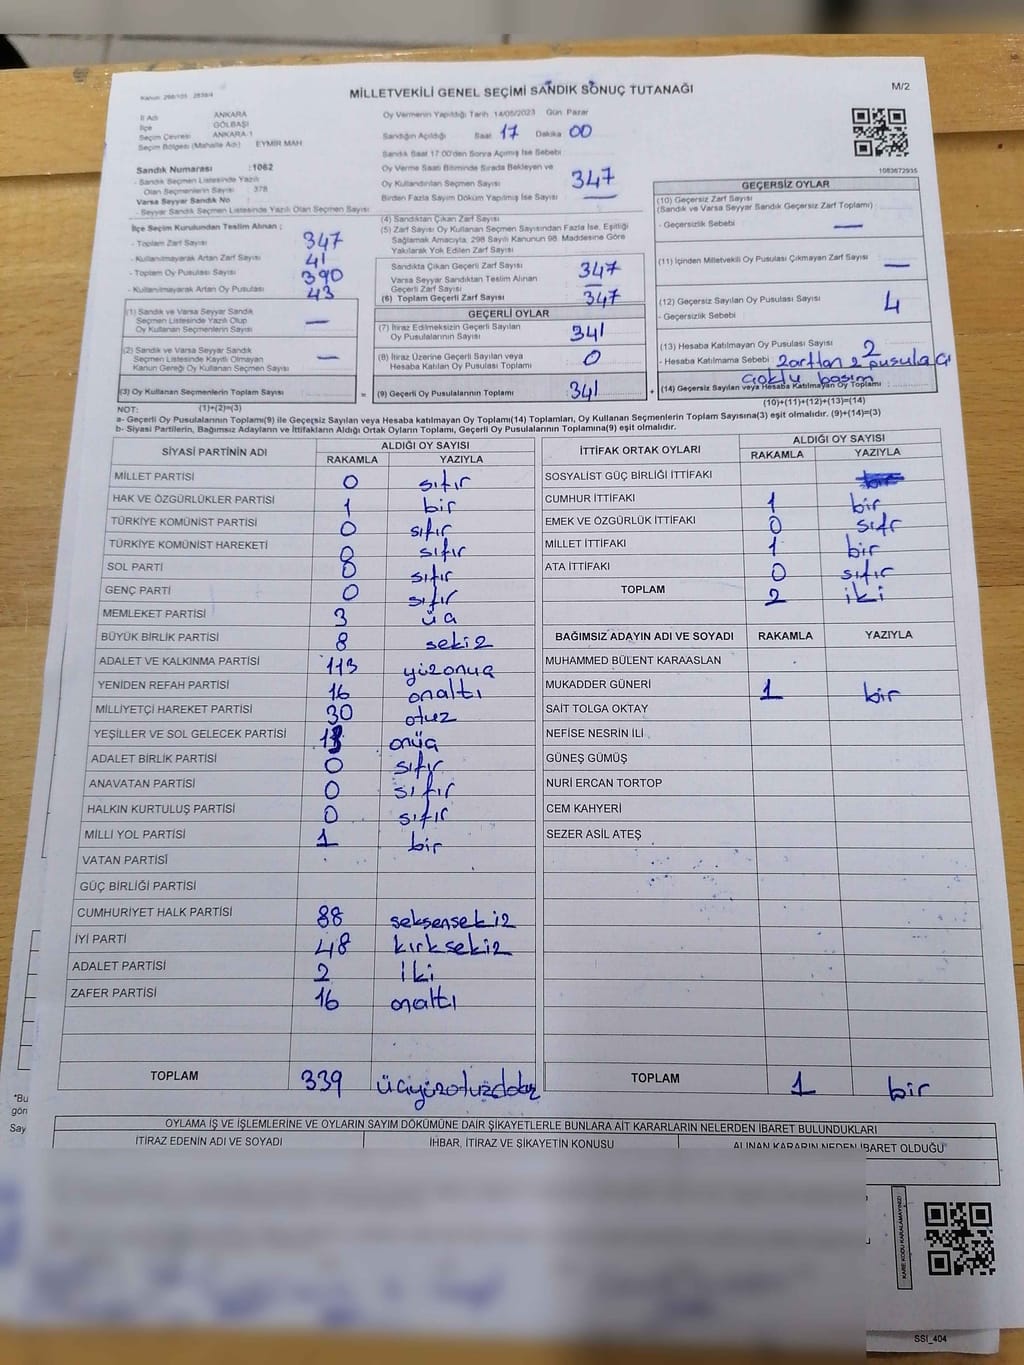 Kanun: 298/105 2839/4
MİLLETVEKİLİ GENEL SEÇİMİ SANDIK SONUÇ TUTANAĞI
M/2
İl Adı ANKARA
İlçe GÖLBAŞI
Seçim Çevresi ANKARA-1
Seçim Bölgesi (Mahalle Adı) EYMİR MAH
Sandık Numarası :1062
- Sandık Seçmen Listesinde Yazılı
Olan Seçmenlerin Sayısı 378
Varsa Seyyar Sandık No
- Seyyar Sandık Seçmen Listesinde Yazılı Olan Seçmen Sayısı
İlçe Seçim Kurulundan Teslim Alınan ;
- Toplam Zarf Sayısı 347
- Kullanılmayarak Artan Zarf Sayısı 41
- Toplam Oy Pusulası Sayısı 390
- Kullanılmayarak Artan Oy Pusulası 43
(1) Sandık ve Varsa Seyyar Sandık
Seçmen Listesinde Yazılı Olup
Oy Kullanan Seçmenlerin Sayısı —
(2) Sandık ve Varsa Seyyar Sandık
Seçmen Listesinde Kayıtlı Olmayan
Kanun Gereği Oy Kullanan Seçmen Sayısı —
(3) Oy Kullanan Seçmenlerin Toplam Sayısı
Oy Vermenin Yapıldığı Tarih 14/05/2023 Gün Pazar
Sandığın Açıldığı Saat 17 Dakika 00
Sandık Saat 17.00'den Sonra Açılmış İse Sebebi
Oy Verme Saati Bitiminde Sırada Bekleyen ve
Oy Kullandırılan Seçmen Sayısı 347
Birden Fazla Sayım Döküm Yapılmış İse Sayısı —
(4) Sandıktan Çıkan Zarf Sayısı
(5) Zarf Sayısı Oy Kullanan Seçmen Sayısından Fazla İse, Eşitliği
Sağlamak Amacıyla, 298 Sayılı Kanunun 98. Maddesine Göre
Yakılarak Yok Edilen Zarf Sayısı
Sandıkta Çıkan Geçerli Zarf Sayısı 347
Varsa Seyyar Sandıktan Teslim Alınan
Geçerli Zarf Sayısı —
(6) Toplam Geçerli Zarf Sayısı 347
GEÇERLİ OYLAR
(7) İtiraz Edilmeksizin Geçerli Sayılan
Oy Pusulalarının Sayısı 341
(8) İtiraz Üzerine Geçerli Sayılan veya
Hesaba Katılan Oy Pusulası Toplamı 0
= (9) Geçerli Oy Pusulalarının Toplamı 341 +
1083672935
GEÇERSİZ OYLAR
(10) Geçersiz Zarf Sayısı
(Sandık ve Varsa Seyyar Sandık Geçersiz Zarf Toplamı)
- Geçersizlik Sebebi —
(11) İçinden Milletvekili Oy Pusulası Çıkmayan Zarf Sayısı —
(12) Geçersiz Sayılan Oy Pusulası Sayısı 4
- Geçersizlik Sebebi
(13) Hesaba Katılmayan Oy Pusulası Sayısı 2
- Hesaba Katılmama Sebebi zarftan 2 pusula çı
çoklu basım
(14) Geçersiz Sayılan veya Hesaba Katılmayan Oy Toplamı
(10)+(11)+(12)+(13)=(14)
NOT: (1)+(2)=(3)
a- Geçerli Oy Pusulalarının Toplamı(9) ile Geçersiz Sayılan veya Hesaba katılmayan Oy Toplamı(14) Toplamları, Oy Kullanan Seçmenlerin Toplam Sayısına(3) eşit olmalıdır. (9)+(14)=(3)
b- Siyasi Partilerin, Bağımsız Adayların ve İttifakların Aldığı Ortak Oyların Toplamı, Geçerli Oy Pusulalarının Toplamına(9) eşit olmalıdır.
SİYASİ PARTİNİN ADI ALDIĞI OY SAYISI
RAKAMLA YAZIYLA
MİLLET PARTİSİ 0 sıfır
HAK VE ÖZGÜRLÜKLER PARTİSİ 1 bir
TÜRKİYE KOMÜNİST PARTİSİ 0 sıfır
TÜRKİYE KOMÜNİST HAREKETİ 0 sıfır
SOL PARTİ 0 sıfır
GENÇ PARTİ 0 sıfır
MEMLEKET PARTİSİ 3 üç
BÜYÜK BİRLİK PARTİSİ 8 sekiz
ADALET VE KALKINMA PARTİSİ 113 yüzonüç
YENİDEN REFAH PARTİSİ 16 onaltı
MİLLİYETÇİ HAREKET PARTİSİ 30 otuz
YEŞİLLER VE SOL GELECEK PARTİSİ 13 onüç
ADALET BİRLİK PARTİSİ 0 sıfır
ANAVATAN PARTİSİ 0 sıfır
HALKIN KURTULUŞ PARTİSİ 0 sıfır
MİLLİ YOL PARTİSİ 1 bir
VATAN PARTİSİ
GÜÇ BİRLİĞİ PARTİSİ
CUMHURİYET HALK PARTİSİ 88 seksensekiz
İYİ PARTİ 48 kırksekiz
ADALET PARTİSİ 2 iki
ZAFER PARTİSİ 16 onaltı
TOPLAM 339 üçyüzotuzdokuz
İTTİFAK ORTAK OYLARI ALDIĞI OY SAYISI
RAKAMLA YAZIYLA
SOSYALİST GÜÇ BİRLİĞİ İTTİFAKI
CUMHUR İTTİFAKI 1 bir
EMEK VE ÖZGÜRLÜK İTTİFAKI 0 sıfr
MİLLET İTTİFAKI 1 bir
ATA İTTİFAKI 0 sıfır
TOPLAM 2 iki
BAĞIMSIZ ADAYIN ADI VE SOYADI RAKAMLA YAZIYLA
MUHAMMED BÜLENT KARAASLAN
MUKADDER GÜNERİ 1 bir
SAİT TOLGA OKTAY
NEFİSE NESRİN İLİ
GÜNEŞ GÜMÜŞ
NURİ ERCAN TORTOP
CEM KAHYERİ
SEZER ASİL ATEŞ
TOPLAM 1 bir
*Bu
gön
Say
OYLAMA İŞ VE İŞLEMLERİNE VE OYLARIN SAYIM DÖKÜMÜNE DAİR ŞİKAYETLERLE BUNLARA AİT KARARLARIN NELERDEN İBARET BULUNDUKLARI
İTİRAZ EDENİN ADI VE SOYADI İHBAR, İTİRAZ VE ŞİKAYETİN KONUSU ALINAN KARARIN NEDEN İBARET OLDUĞU
KARE KODU KARALAMAYINIZ!
SSİ_404